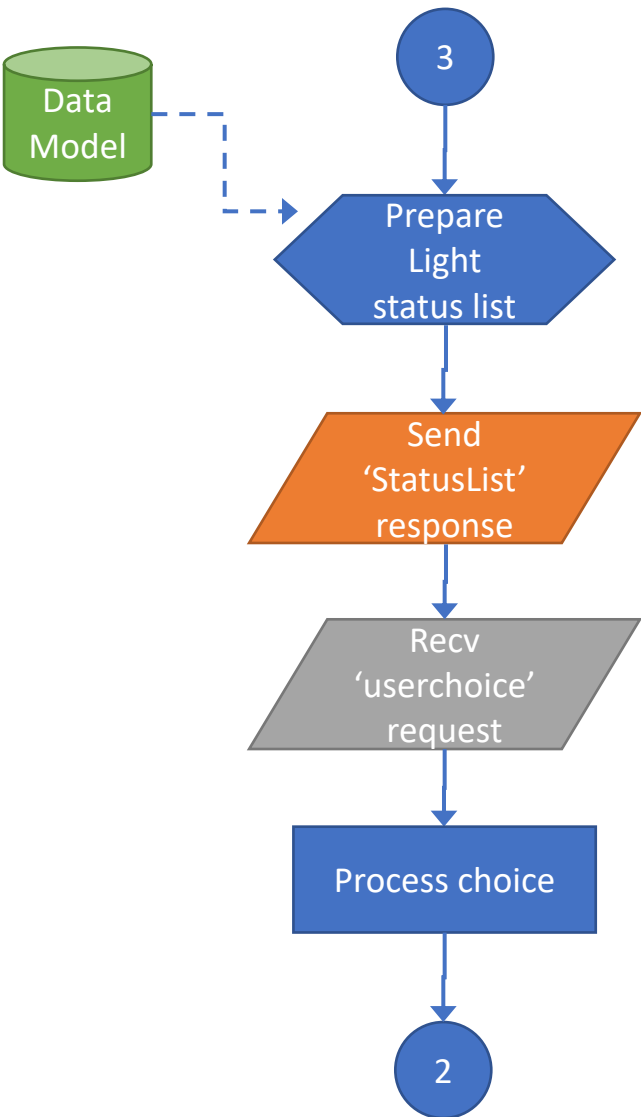 3
Data
Model
Prepare
Light
status list
Send
‘StatusList’
response
Recv
‘userchoice’
request
Process choice
2